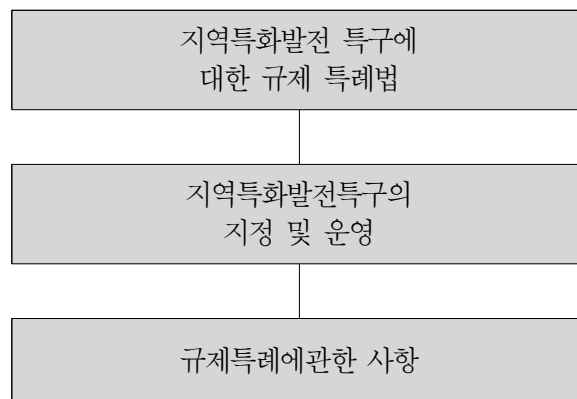 지역특화발전 특구에
대한 규제 특례법
지역특화발전특구의
지정 및 운영
규제특례에관한 사항